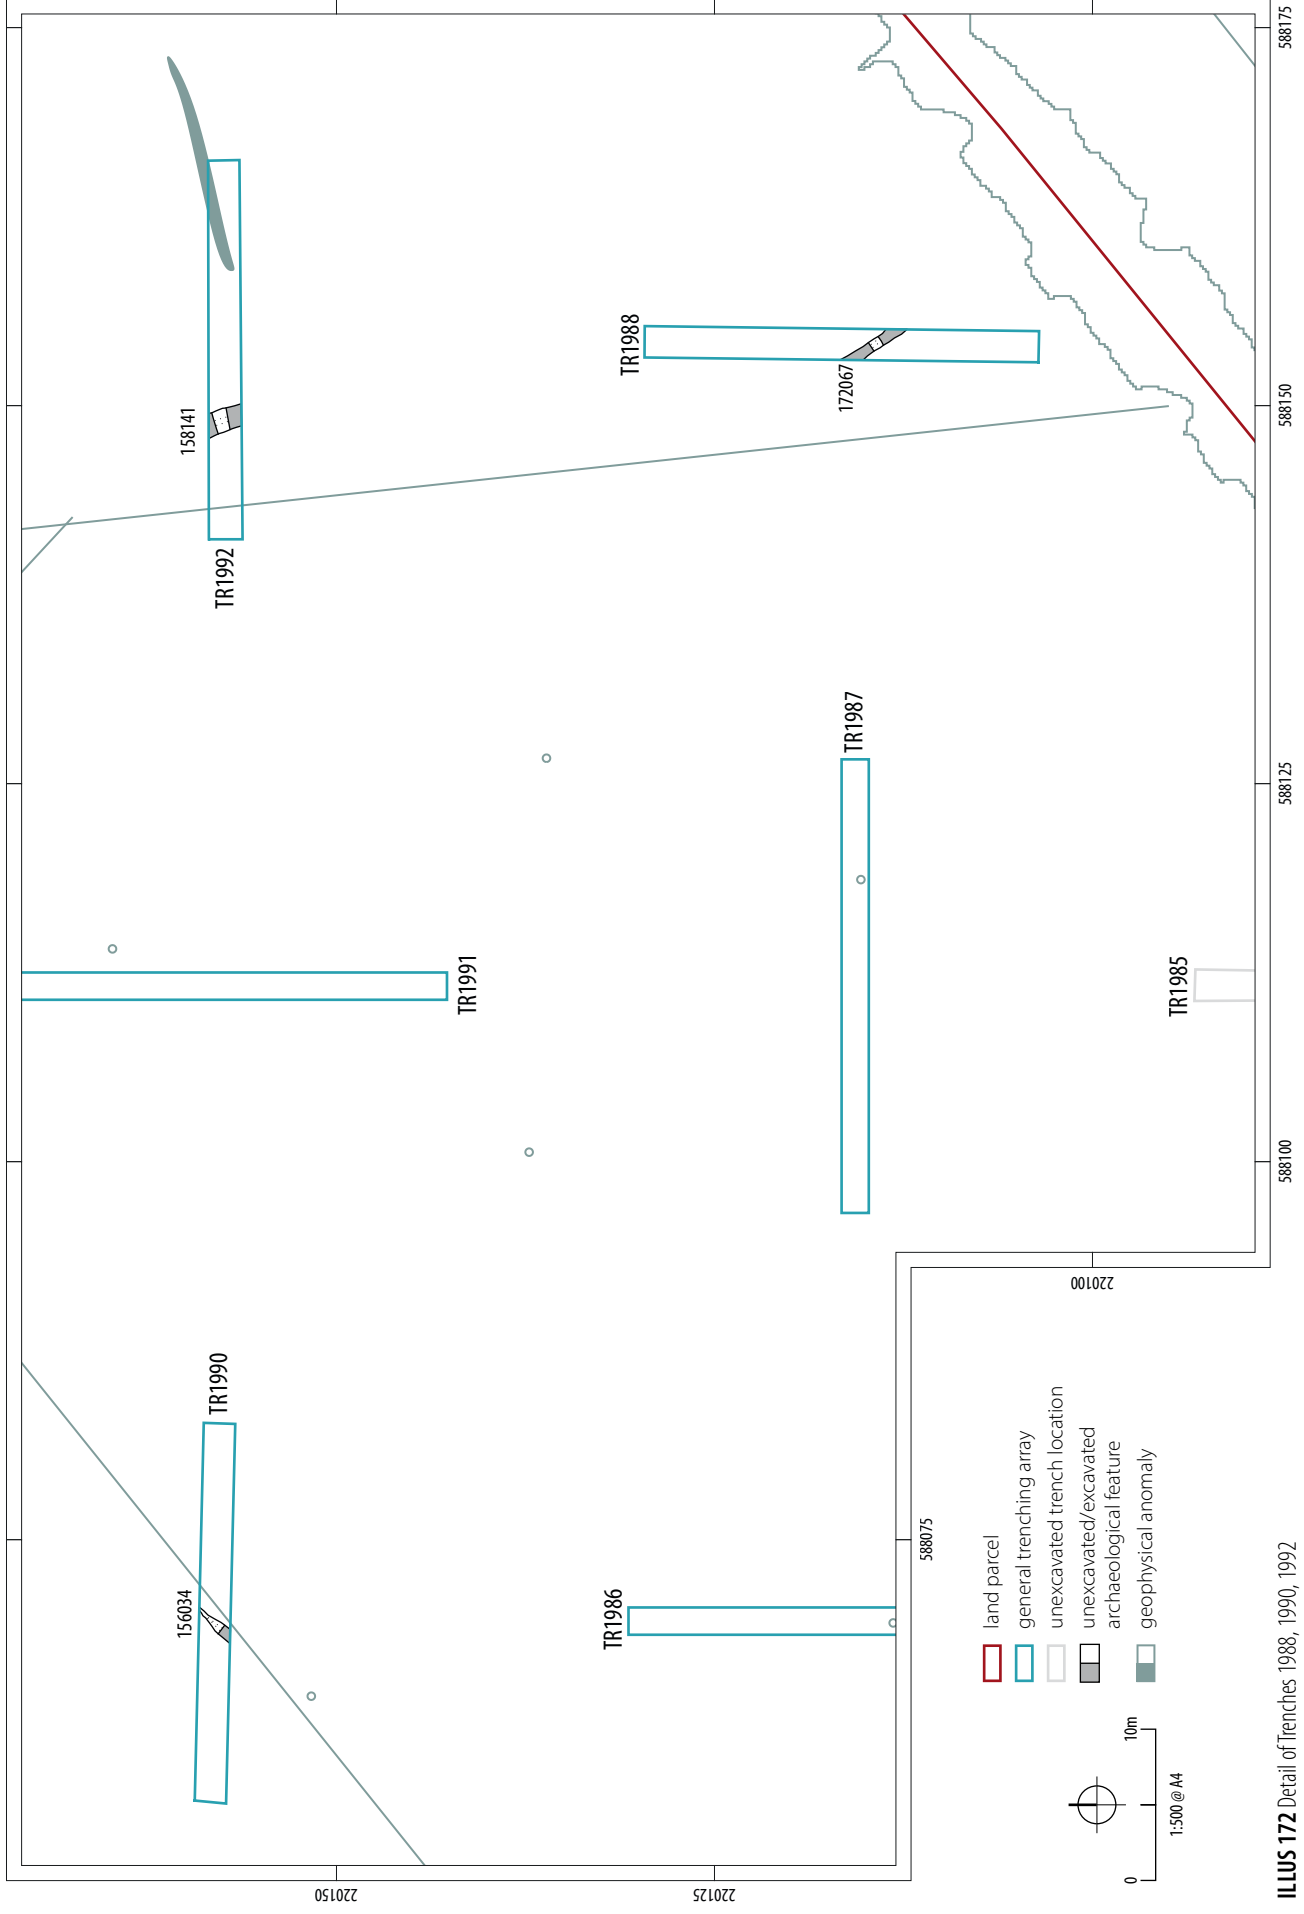 TR1992
158141
TR1988
172067
TR1991
TR1987
TR1985
TR1990
156034
TR1986
588175
588150
588125
588100
588075
220150
220125
220100
land parcel
general trenching array
unexcavated trench location
unexcavated/excavated
archaeological feature
geophysical anomaly
0
10m
1:500 @ A4
ILLUS 172 Detail of Trenches 1988, 1990, 1992